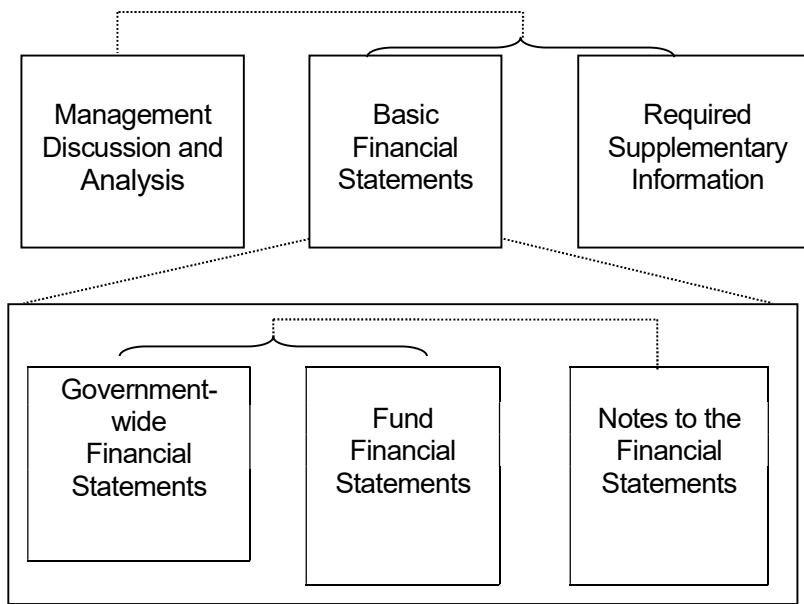 Management
Discussion and
Analysis
Basic
Financial
Statements
Required
Supplementary
Information
Government-
wide
Financial
Statements
Fund
Financial
Statements
Notes to the
Financial
Statements